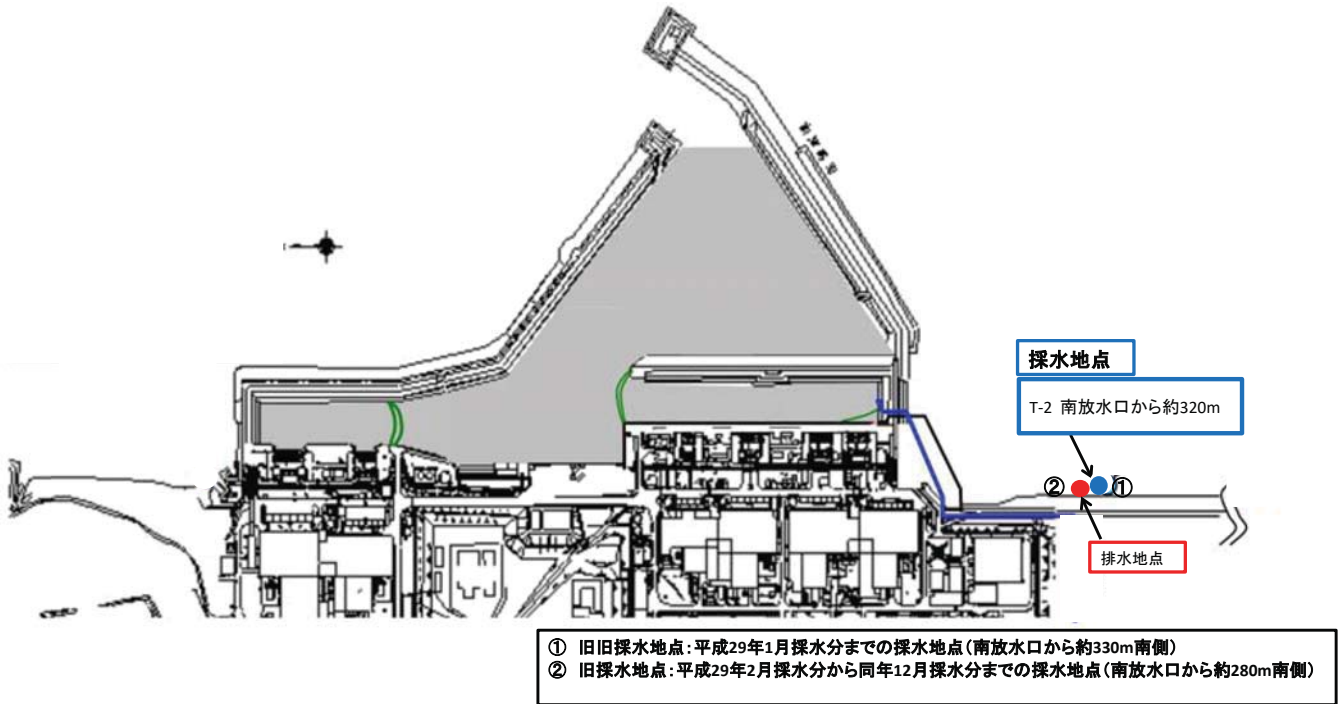 採水地点
T-2 南放水口から約320m
② ①
排水地点
① 旧旧採水地点:平成29年1月採水分までの採水地点(南放水口から約330m南側)
② 旧採水地点:平成29年2月採水分から同年12月採水分までの採水地点(南放水口から約280m南側)